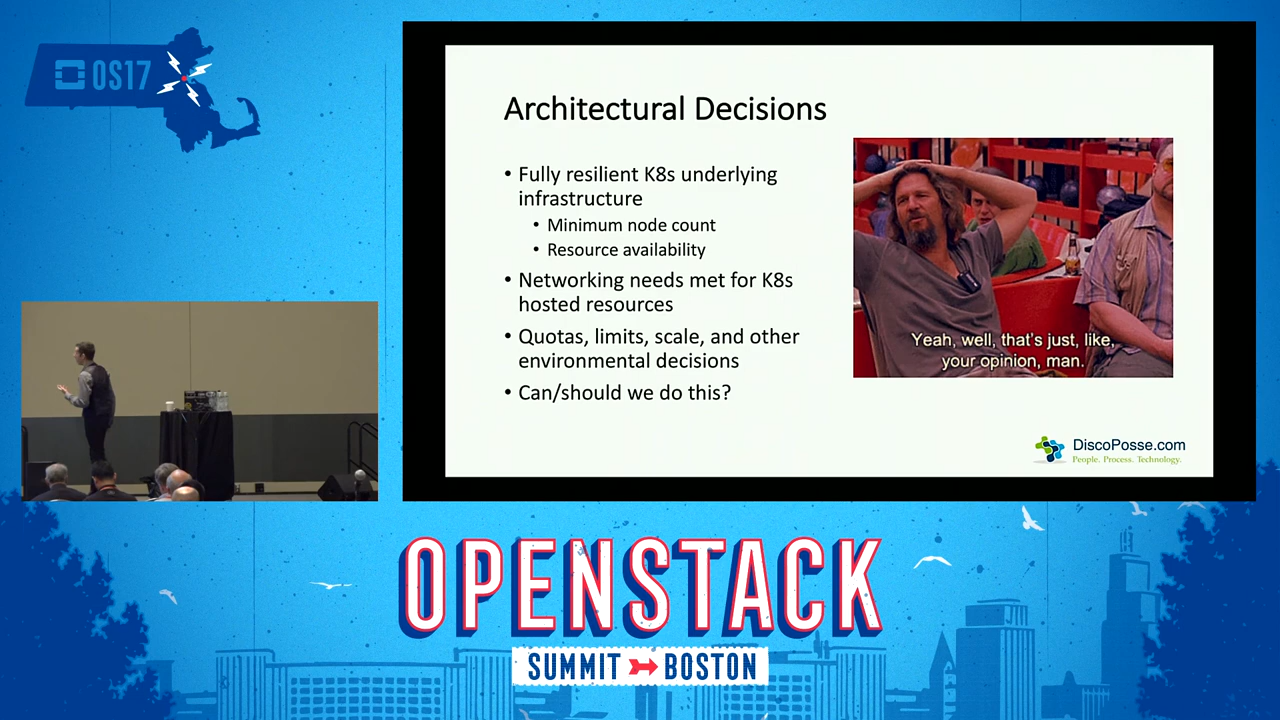 OS17
Architectural Decisions
• Fully resilient K8s underlying
infrastructure
• Minimum node count
• Resource availability
• Networking needs met for K8s
hosted resources
• Quotas, limits, scale, and other
environmental decisions
• Can/should we do this?
Yeah, well, that's just, like,
your opinion, man.
DiscoPosse.com
People. Process. Technology.
OPENSTACK
SUMMIT BOSTON